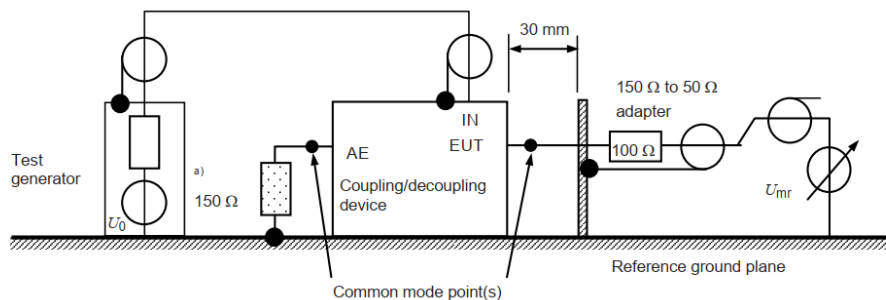 30 mm
150 Ω to 50 Ω
adapter
IN
EUT
100 Ω
AE
Test
generator
a)
150 Ω
Coupling/decoupling
device
U0
Umr
Reference ground plane
Common mode point(s)